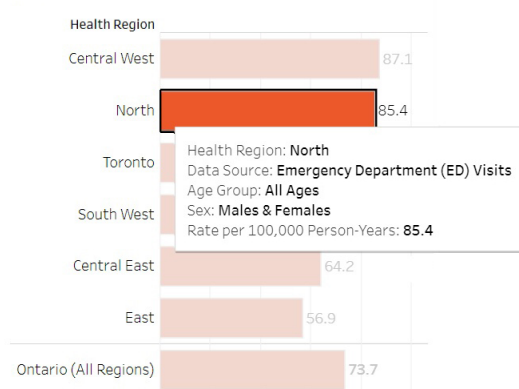 Health Region
Central West 87.1
North 85.4
Toronto
South West
Central East 64.2
East 56.9
Ontario (All Regions) 73.7
Health Region: North
Data Source: Emergency Department (ED) Visits
Age Group: All Ages
Sex: Males & Females
Rate per 100,000 Person-Years: 85.4